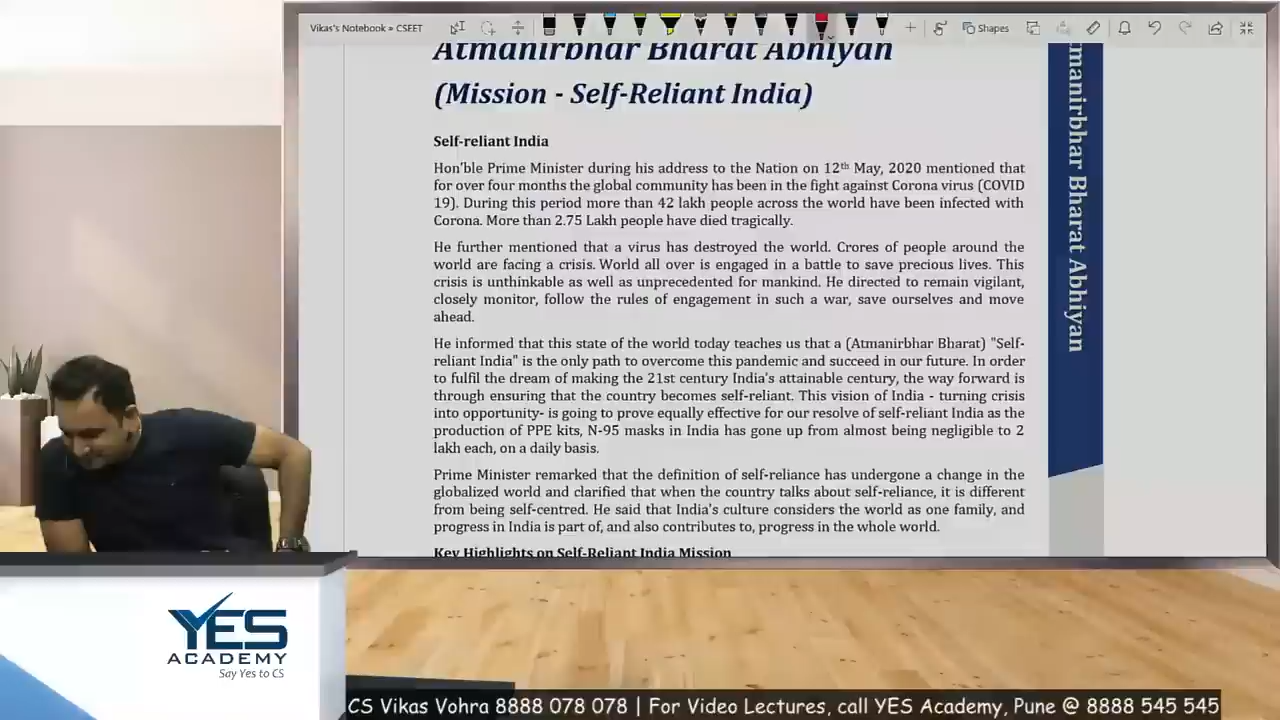 Vikas's Notebook » CSEET
Shapes
Atmanirbhar Bharat Abhiyan
(Mission - Self-Reliant India)
Self-reliant India
Hon'ble Prime Minister during his address to the Nation on 12th May, 2020 mentioned that
for over four months the global community has been in the fight against Corona virus (COVID
19). During this period more than 42 lakh people across the world have been infected with
Corona. More than 2.75 Lakh people have died tragically.
He further mentioned that a virus has destroyed the world. Crores of people around the
world are facing a crisis. World all over is engaged in a battle to save precious lives. This
crisis is unthinkable as well as unprecedented for mankind. He directed to remain vigilant,
closely monitor, follow the rules of engagement in such a war, save ourselves and move
ahead.
He informed that this state of the world today teaches us that a (Atmanirbhar Bharat) "Self-
reliant India" is the only path to overcome this pandemic and succeed in our future. In order
to fulfil the dream of making the 21st century India's attainable century, the way forward is
through ensuring that the country becomes self-reliant. This vision of India - turning crisis
into opportunity- is going to prove equally effective for our resolve of self-reliant India as the
production of PPE kits, N-95 masks in India has gone up from almost being negligible to 2
lakh each, on a daily basis.
Prime Minister remarked that the definition of self-reliance has undergone a change in the
globalized world and clarified that when the country talks about self-reliance, it is different
from being self-centred. He said that India's culture considers the world as one family, and
progress in India is part of, and also contributes to, progress in the whole world.
Key Highlights on Self-Reliant India Mission
manirbhar Bharat Abhiyan
YES
ACADEMY
Say Yes to CS
CS Vikas Vohra 8888 078 078 | For Video Lectures, call YES Academy, Pune @ 8888 545 545